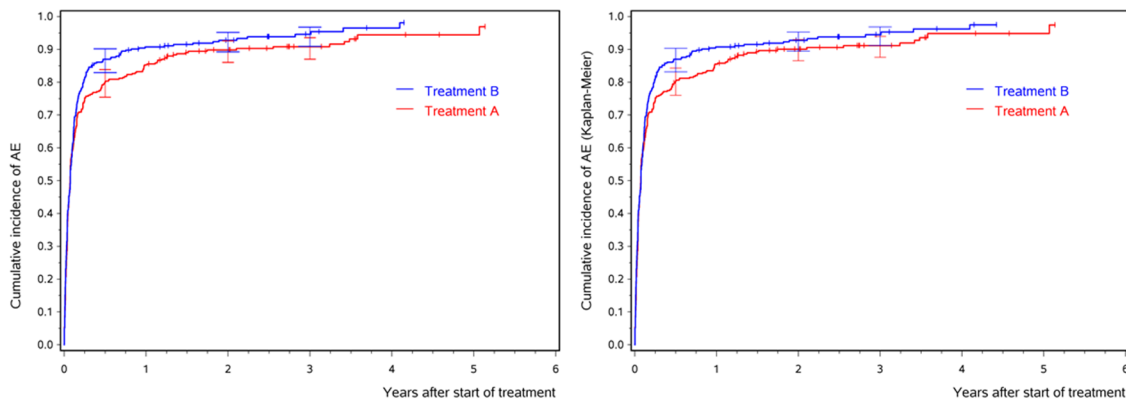 Cumulative incidence of AE
1.0
0.9
0.8
0.7
0.6
0.5
0.4
0.3
0.2
0.1
0.0
Treatment B
Treatment A
0 1 2 3 4 5 6
Years after start of treatment
Cumulative incidence of AE (Kaplan-Meier)
1.0
0.9
0.8
0.7
0.6
0.5
0.4
0.3
0.2
0.1
0.0
Treatment B
Treatment A
0 1 2 3 4 5 6
Years after start of treatment